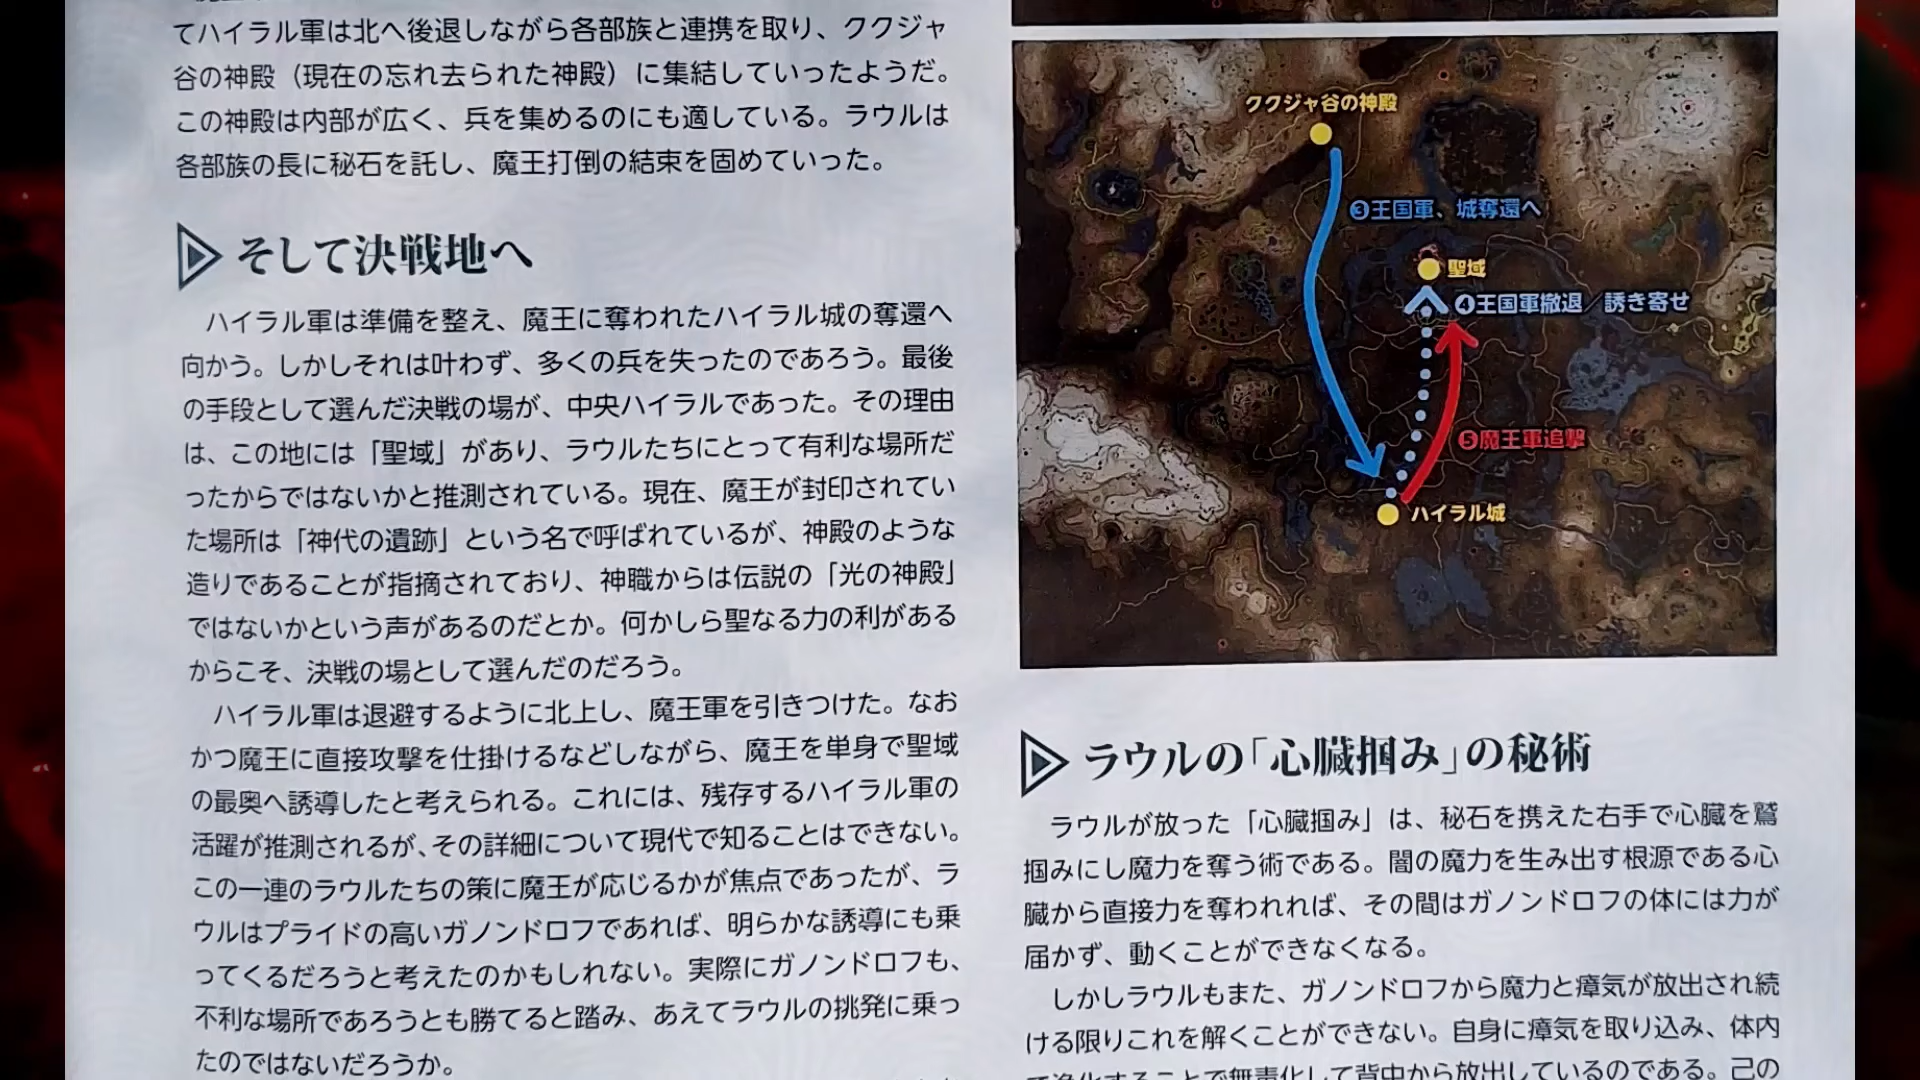 てハイラル軍は北へ後退しながら各部族と連携を取り、ククジャ
谷の神殿（現在の忘れ去られた神殿）に集結していったようだ。
この神殿は内部が広く、兵を集めるのにも適している。ラウルは
各部族の長に秘石を託し、魔王打倒の結束を固めていった。
そして決戦地へ
ハイラル軍は準備を整え、魔王に奪われたハイラル城の奪還へ
向かう。しかしそれは叶わず、多くの兵を失ったのであろう。最後
の手段として選んだ決戦の場が、中央ハイラルであった。その理由
は、この地には「聖域」があり、ラウルたちにとって有利な場所だ
ったからではないかと推測されている。現在、魔王が封印されてい
た場所は「神代の遺跡」という名で呼ばれているが、神殿のような
造りであることが指摘されており、神職からは伝説の「光の神殿」
ではないかという声があるのだとか。何かしら聖なる力の利がある
からこそ、決戦の場として選んだのだろう。
ハイラル軍は退避するように北上し、魔王軍を引きつけた。なお
かつ魔王に直接攻撃を仕掛けるなどしながら、魔王を単身で聖域
の最奥へ誘導したと考えられる。これには、残存するハイラル軍の
活躍が推測されるが、その詳細について現代で知ることはできない。
この一連のラウルたちの策に魔王が応じるかが焦点であったが、ラ
ウルはプライドの高いガノンドロフであれば、明らかな誘導にも乗
ってくるだろうと考えたのかもしれない。実際にガノンドロフも、
不利な場所であろうとも勝てると踏み、あえてラウルの挑発に乗っ
たのではないだろうか。
ククジャ谷の神殿
③王国軍、城奪還へ
聖域
④王国軍撤退／誘き寄せ
⑤魔王軍追撃
ハイラル城
ラウルの「心臓掴み」の秘術
ラウルが放った「心臓掴み」は、秘石を携えた右手で心臓を鷲
掴みにし魔力を奪う術である。闇の魔力を生み出す根源である心
臓から直接力を奪われれば、その間はガノンドロフの体には力が
届かず、動くことができなくなる。
しかしラウルもまた、ガノンドロフから魔力と瘴気が放出され続
ける限りこれを解くことができない。自身に瘴気を取り込み、体内
で浄化することで無毒化して背中から放出しているのである。己の